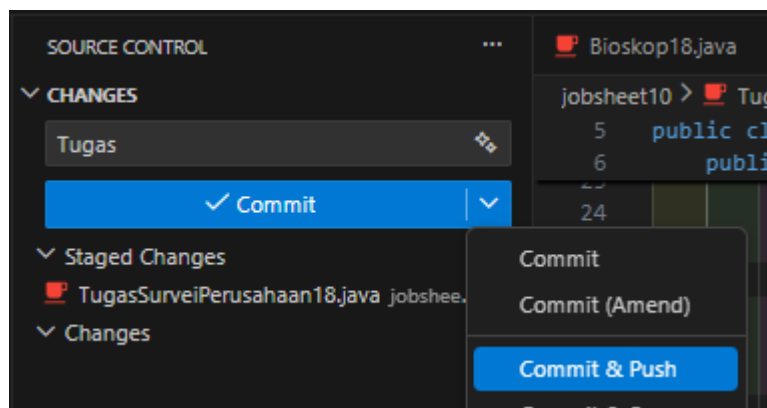 SOURCE CONTROL
CHANGES
Tugas
Commit
Staged Changes
TugasSurveiPerusahaan18.java jobshee.
Changes
Bioskop18.java
jobsheet10 > Tug
5 public cl
6 publi
24
Commit
Commit (Amend)
Commit & Push